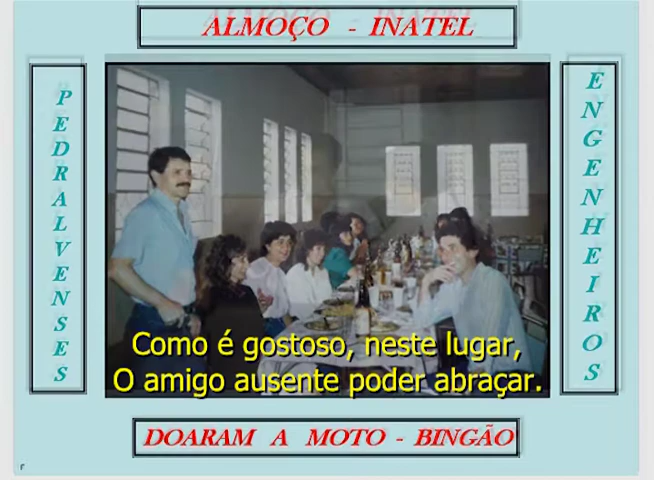 ALMOÇO - INATEL
PEDRALVENSES
ENGENHEIROS
Como é gostoso, neste lugar,
O amigo ausente poder abraçar.
DOARAM A MOTO - BINGÃO